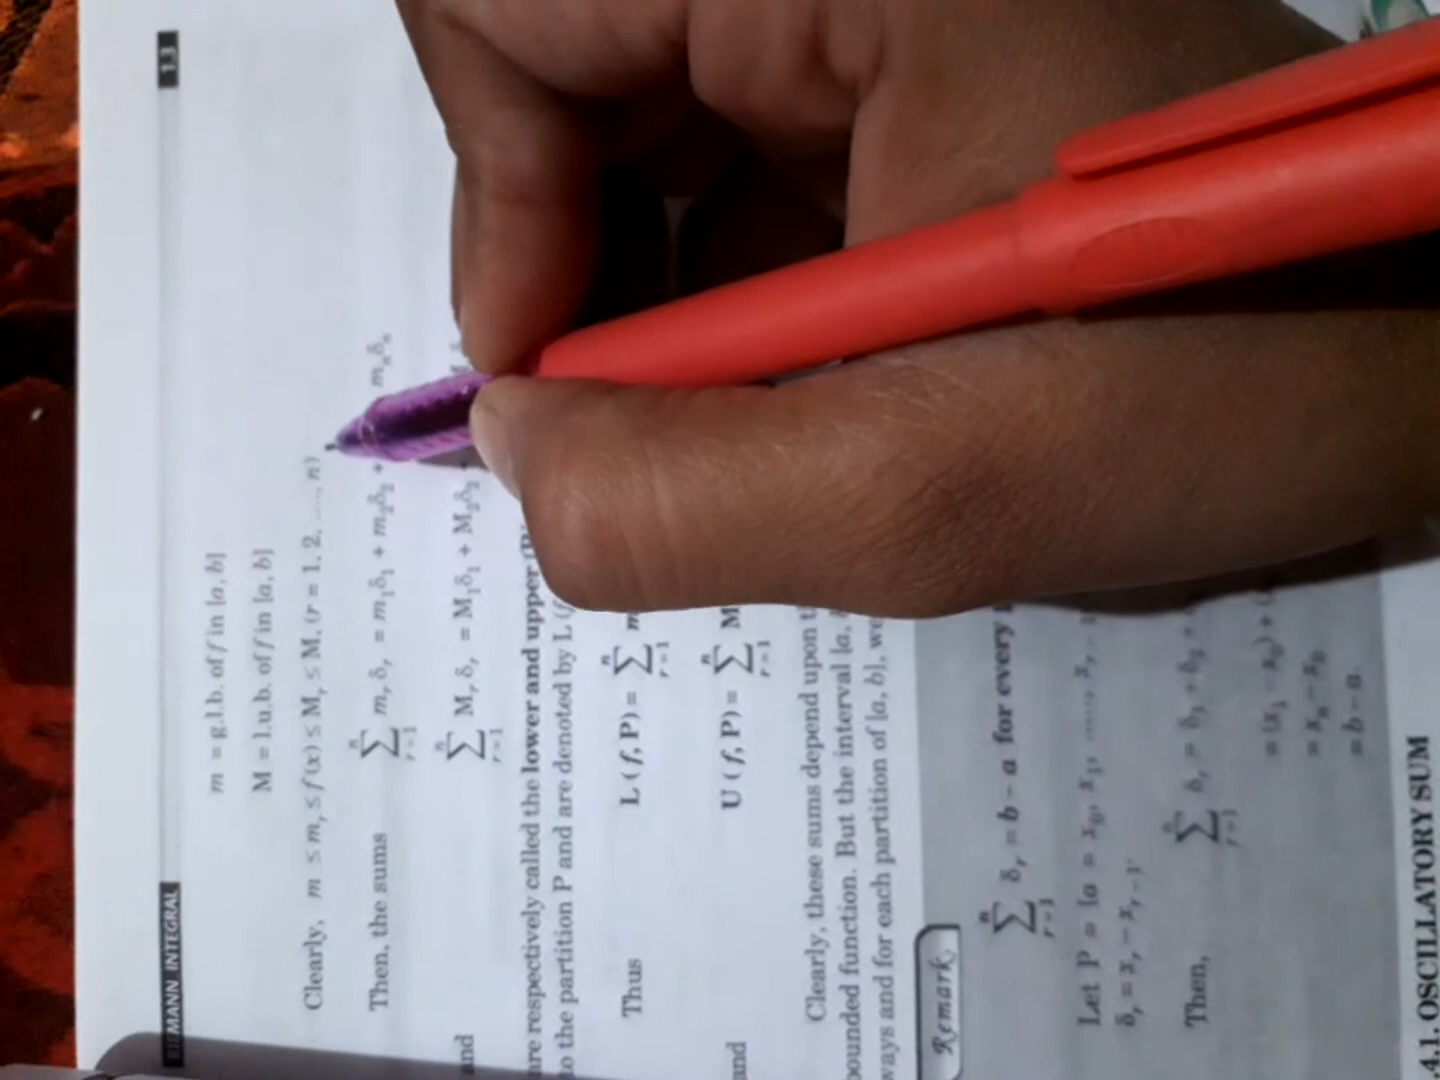 RIEMANN INTEGRAL 1.3
m = g.l.b. of f in [a, b]
M = l.u.b. of f in [a, b]
Clearly, m ≤ m_r ≤ f(x) ≤ M_r ≤ M, (r = 1, 2, ...., n)
Then, the sums ∑_{r=1}^{n} m_r δ_r = m_1δ_1 + m_2δ_2 + m_nδ_n
and ∑_{r=1}^{n} M_r δ_r = M_1δ_1 + M_2δ_2
are respectively called the lower and upper
to the partition P and are denoted by L (
Thus L (f, P) = ∑_{r=1}^{n} m
and U (f, P) = ∑_{r=1}^{n} M
Clearly, these sums depend upon
bounded function. But the interval [a,
ways and for each partition of [a, b], we
Remark
∑_{r=1}^{n} δ_r = b – a for every
Let P = {a = x_0, x_1, ......, x_{r–1}
δ_r = x_r – x_{r–1}.
Then, ∑_{r=1}^{n} δ_r = δ_1 + δ_2 +
= (x_1 – x_0) + (
= x_n – x_0
= b – a.
.4.1. OSCILLATORY SUM